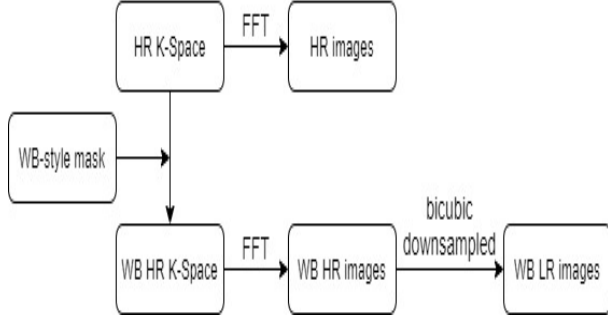 HR K-Space
FFT
HR images
WB-style mask
WB HR K-Space
FFT
WB HR images
bicubic
downsampled
WB LR images